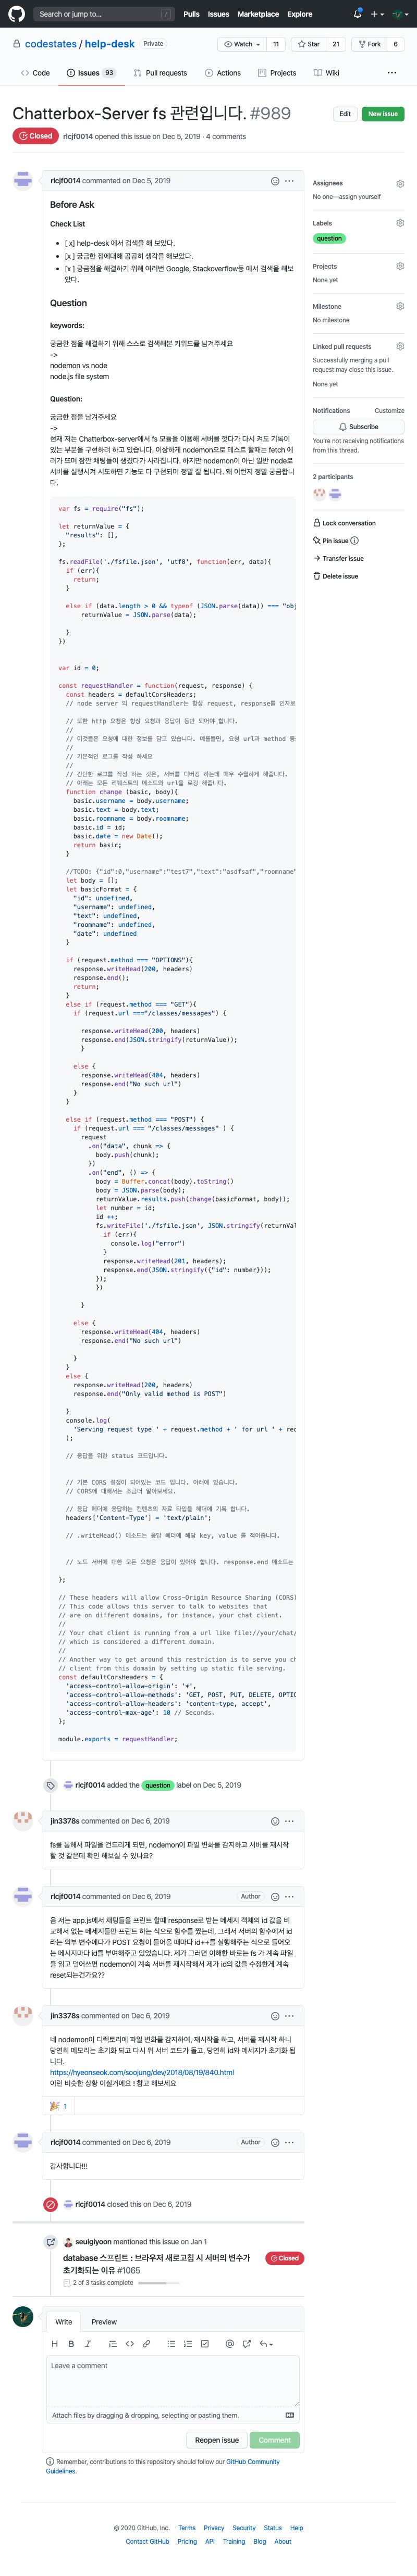 Search or jump to...
/
Pulls Issues Marketplace Explore
codestates / help-desk Private
Watch 11 Star 21 Fork 6
Code Issues 93 Pull requests Actions Projects Wiki
Chatterbox-Server fs 관련입니다. #989
Edit New issue
Closed rlcjf0014 opened this issue on Dec 5, 2019 · 4 comments
rlcjf0014 commented on Dec 5, 2019
Before Ask
Check List
[ x] help-desk 에서 검색을 해 보았다.
[x ] 궁금한 점에대해 곰곰히 생각을 해보았다.
[x ] 궁금점을 해결하기 위해 여러번 Google, Stackoverflow등 에서 검색을 해보
았다.
Question
keywords:
궁금한 점을 해결하기 위해 스스로 검색해본 키워드를 남겨주세요
->
nodemon vs node
node.js file system
Question:
궁금한 점을 남겨주세요
->
현재 저는 Chatterbox-server에서 fs 모듈을 이용해 서버를 껏다가 다시 켜도 기록이
있는 부분을 구현하려 하고 있습니다. 이상하게 nodemon으로 테스트 할때는 fetch 에
러가 뜨며 잠깐 채팅들이 생겼다가 사라집니다. 하지만 nodemon이 아닌 일반 node로
서버를 실행시켜 시도하면 기능도 다 구현되며 정말 잘 됩니다. 왜 이런지 정말 궁금합니
다.
var fs = require("fs");
let returnValue = {
"results": [],
};
fs.readFile('./fsfile.json', 'utf8', function(err, data){
if (err){
return;
}
else if (data.length > 0 && typeof (JSON.parse(data)) === "obj
returnValue = JSON.parse(data);
}
})
var id = 0;
const requestHandler = function(request, response) {
const headers = defaultCorsHeaders;
// node server 의 requestHandler는 항상 request, response를 인자로
// 또한 http 요청은 항상 요청과 응답이 동반 되어야 합니다.
//
// 이것들은 요청에 대한 정보를 담고 있습니다. 예를들면, 요청 url과 method 등
//
// 기본적인 로그를 작성 하세요
//
// 간단한 로그를 작성 하는 것은, 서버를 디버깅 하는데 매우 수월하게 해줍니다.
// 아래는 모든 리퀘스트의 메소드와 url을 로깅 해줍니다.
function change (basic, body){
basic.username = body.username;
basic.text = body.text;
basic.roomname = body.roomname;
basic.id = id;
basic.date = new Date();
return basic;
}
//TODO: {"id":0,"username":"test7","text":"asdfsaf","roomname"
let body = [];
let basicFormat = {
"id": undefined,
"username": undefined,
"text": undefined,
"roomname": undefined,
"date": undefined
}
if (request.method === "OPTIONS"){
response.writeHead(200, headers)
response.end();
return;
}
else if (request.method === "GET"){
if (request.url ==="/classes/messages") {
response.writeHead(200, headers)
response.end(JSON.stringify(returnValue));
}
else {
response.writeHead(404, headers)
response.end("No such url")
}
}
else if (request.method === "POST") {
if (request.url === "/classes/messages" ) {
request
.on("data", chunk => {
body.push(chunk);
})
.on("end", () => {
body = Buffer.concat(body).toString()
body = JSON.parse(body);
returnValue.results.push(change(basicFormat, body));
let number = id;
id ++;
fs.writeFile('./fsfile.json', JSON.stringify(returnVal
if (err){
console.log("error")
}
response.writeHead(201, headers);
response.end(JSON.stringify({"id": number}));
});
})
}
else {
response.writeHead(404, headers)
response.end("No such url")
}
}
else {
response.writeHead(200, headers)
response.end("Only valid method is POST")
}
console.log(
'Serving request type ' + request.method + ' for url ' + req
);
// 응답을 위한 status 코드입니다.
// 기본 CORS 설정이 되어있는 코드 입니다. 아래에 있습니다.
// CORS에 대해서는 조금더 알아보세요.
// 응답 헤더에 응답하는 컨텐츠의 자료 타입을 헤더에 기록 합니다.
headers['Content-Type'] = 'text/plain';
// .writeHead() 메소드는 응답 헤더에 해당 key, value 를 적어줍니다.
// 노드 서버에 대한 모든 요청은 응답이 있어야 합니다. response.end 메소드는
};
// These headers will allow Cross-Origin Resource Sharing (CORS)
// This code allows this server to talk to websites that
// are on different domains, for instance, your chat client.
//
// Your chat client is running from a url like file://your/chat/
// which is considered a different domain.
//
// Another way to get around this restriction is to serve you ch
// client from this domain by setting up static file serving.
const defaultCorsHeaders = {
'access-control-allow-origin': '*',
'access-control-allow-methods': 'GET, POST, PUT, DELETE, OPTIO
'access-control-allow-headers': 'content-type, accept',
'access-control-max-age': 10 // Seconds.
};
module.exports = requestHandler;
Assignees
No one—assign yourself
Labels
question
Projects
None yet
Milestone
No milestone
Linked pull requests
Successfully merging a pull
request may close this issue.
None yet
Notifications Customize
Subscribe
You're not receiving notifications
from this thread.
2 participants
Lock conversation
Pin issue
Transfer issue
Delete issue
rlcjf0014 added the question label on Dec 5, 2019
jin3378s commented on Dec 6, 2019
fs를 통해서 파일을 건드리게 되면, nodemon이 파일 변화를 감지하고 서버를 재시작
할 것 같은데 확인 해보실 수 있나요?
rlcjf0014 commented on Dec 6, 2019 Author
음 저는 app.js에서 채팅들을 프린트 할때 response로 받는 메세지 객체의 id 값을 비
교해서 없는 메세지들만 프린트 하는 식으로 함수를 짰는데, 그래서 서버의 함수에서 id
라는 외부 변수에다가 POST 요청이 들어올 때마다 id++를 실행해주는 식으로 들어오
는 메시지마다 id를 부여해주고 있었습니다. 제가 그러면 이해한 바로는 fs 가 계속 파일
을 읽고 덮어쓰면 nodemon이 계속 서버를 재시작해서 제가 id의 값을 수정한게 계속
reset되는건가요??
jin3378s commented on Dec 6, 2019
네 nodemon이 디렉토리에 파일 변화를 감지하여, 재시작을 하고, 서버를 재시작 하니
당연히 메모리는 초기화 되고 다시 위 서버 코드가 돌고, 당연히 id와 메세지가 초기화 됩
니다.
https://hyeonseok.com/soojung/dev/2018/08/19/840.html
이런 비슷한 상황 이실거에요 ! 참고 해보세요
🎉 1
rlcjf0014 commented on Dec 6, 2019 Author
감사합니다!!!
rlcjf0014 closed this on Dec 6, 2019
seulgiyoon mentioned this issue on Jan 1
database 스프린트 : 브라우저 새로고침 시 서버의 변수가
초기화되는 이유 #1065
Closed
2 of 3 tasks complete
Write Preview
Leave a comment
Attach files by dragging & dropping, selecting or pasting them.
Reopen issue Comment
Remember, contributions to this repository should follow our GitHub Community
Guidelines.
© 2020 GitHub, Inc. Terms Privacy Security Status Help
Contact GitHub Pricing API Training Blog About